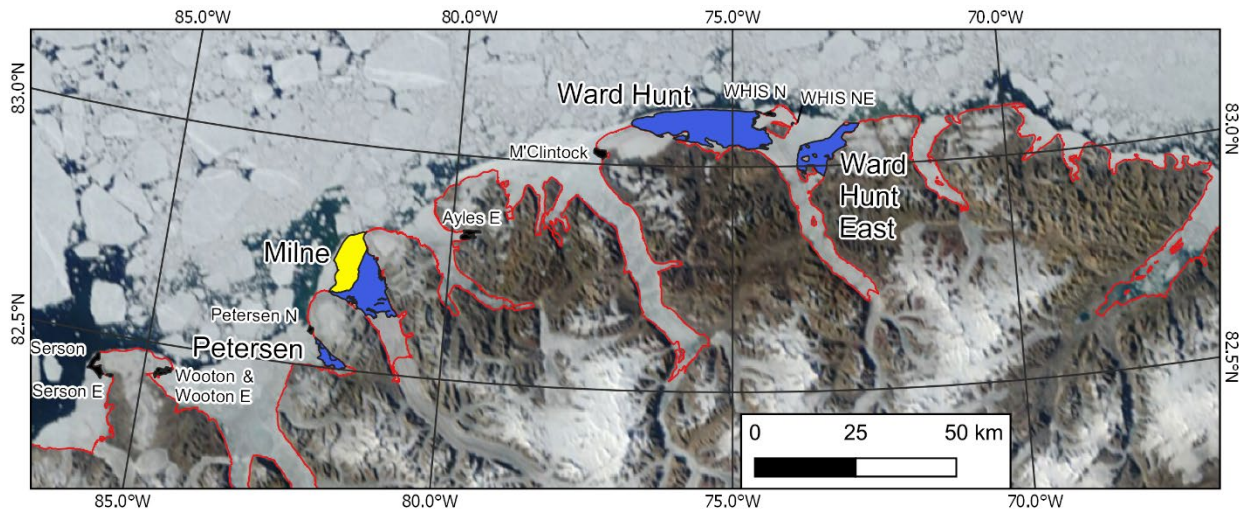 85.0°W
80.0°W
75.0°W
70.0°W
83.0°N
83.0°N
Ward Hunt
WHIS N
WHIS NE
M'Clintock
Ward
Hunt
East
Ayles E
Milne
82.5°N
82.5°N
Petersen N
Petersen
Serson
Serson E
Wooton &
Wooton E
0
25
50 km
85.0°W
80.0°W
75.0°W
70.0°W